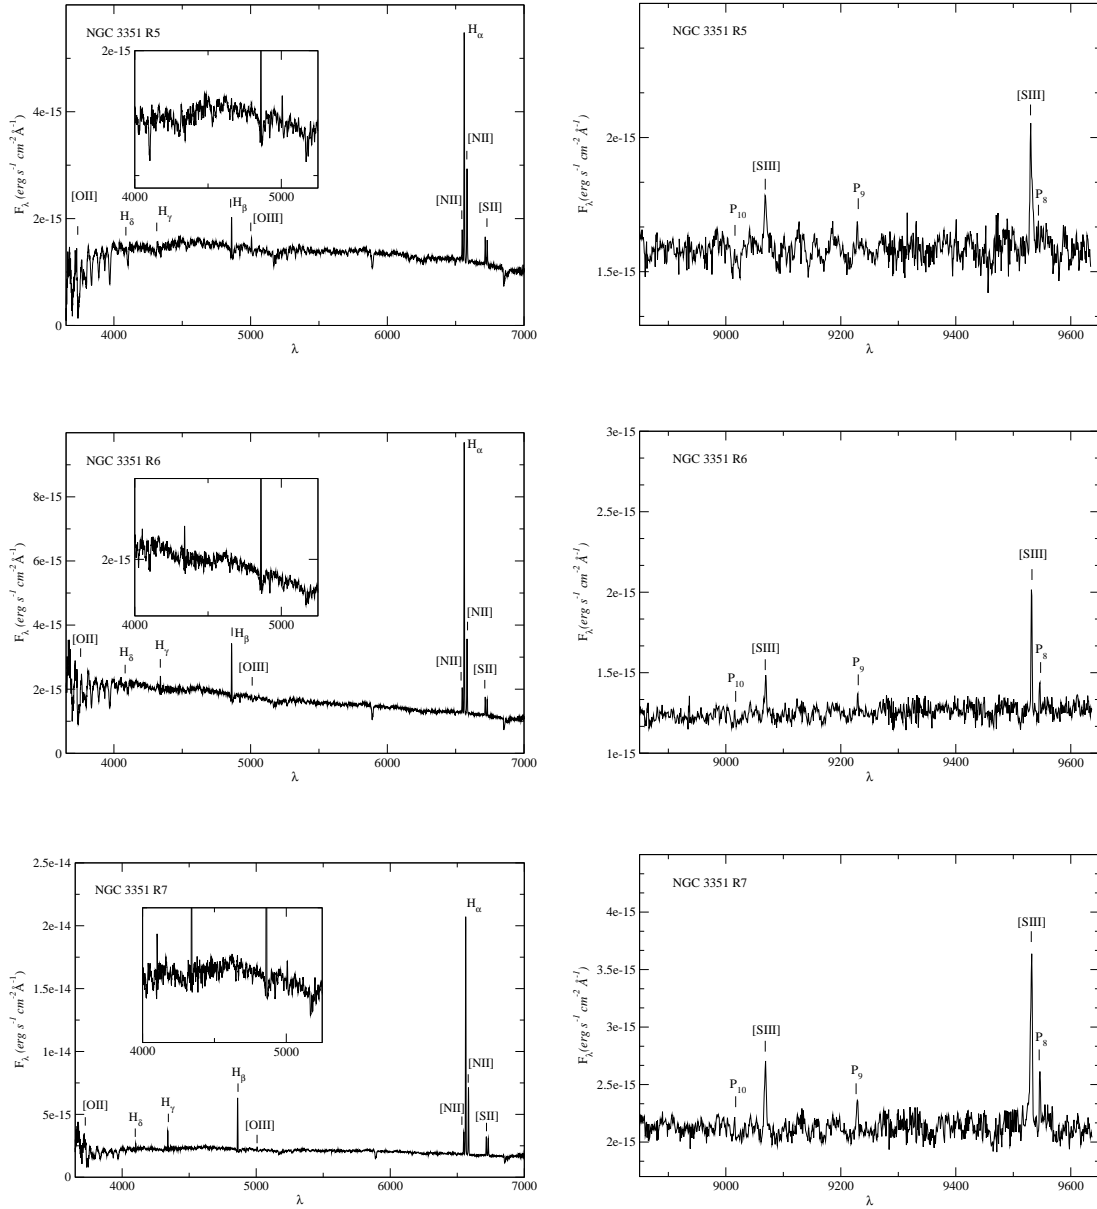 NGC 3351 R5
Hα
[NII]
[OII]
Hδ
Hγ
Hβ
[OIII]
[NII]
[SII]
2e-15
4000
5000
4e-15
2e-15
0
4000
5000
6000
7000
λ
Fλ (erg s-1 cm-2 Å-1)
NGC 3351 R5
[SIII]
P10
P9
[SIII]
P8
2e-15
1.5e-15
9000
9200
9400
9600
λ
Fλ (erg s-1 cm-2 Å-1)
NGC 3351 R6
Hα
[NII]
[OII]
Hδ
Hγ
Hβ
[OIII]
[NII]
[SII]
2e-15
4000
5000
8e-15
6e-15
4e-15
2e-15
0
4000
5000
6000
7000
λ
Fλ (erg s-1 cm-2 Å-1)
NGC 3351 R6
[SIII]
P10
P9
[SIII]
P8
3e-15
2.5e-15
2e-15
1.5e-15
1e-15
9000
9200
9400
9600
λ
Fλ (erg s-1 cm-2 Å-1)
NGC 3351 R7
Hα
[NII]
[OII]
Hδ
Hγ
Hβ
[OIII]
[NII]
[SII]
4000
5000
2.5e-14
2e-14
1.5e-14
1e-14
5e-15
0
4000
5000
6000
7000
λ
Fλ (erg s-1 cm-2 Å-1)
NGC 3351 R7
[SIII]
P10
P9
[SIII]
P8
4e-15
3.5e-15
3e-15
2.5e-15
2e-15
9000
9200
9400
9600
λ
Fλ (erg s-1 cm-2 Å-1)